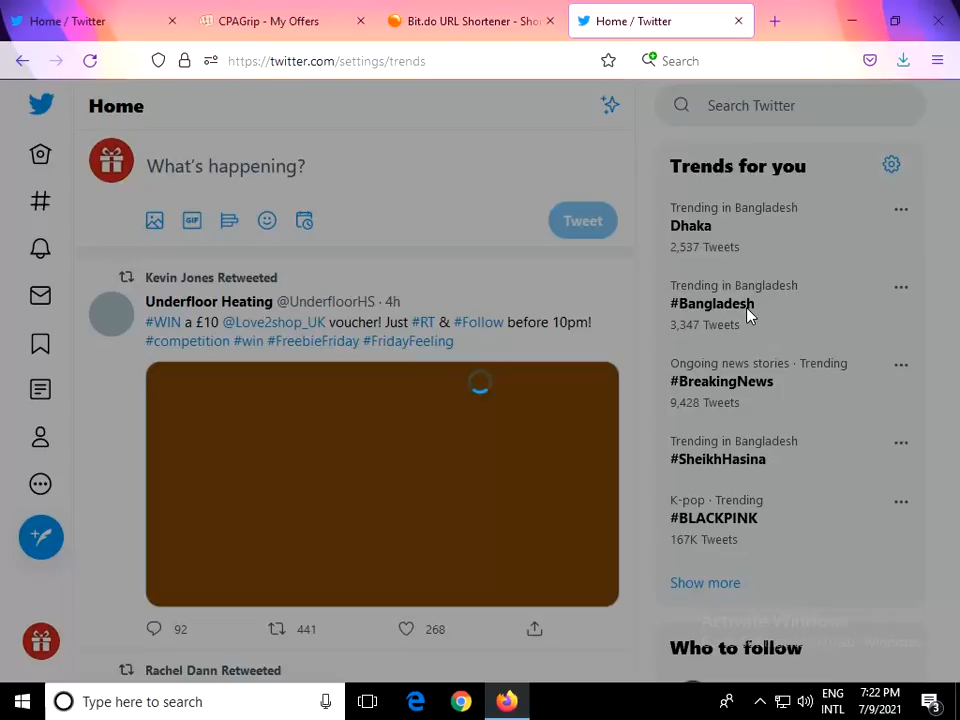 Home / Twitter
CPAGrip - My Offers
Bit.do URL Shortener - Sho
Home / Twitter
https://twitter.com/settings/trends
Search
Home
What's happening?
GIF
Tweet
Kevin Jones Retweeted
Underfloor Heating @UnderfloorHS · 4h
#WIN a £10 @Love2shop_UK voucher! Just #RT & #Follow before 10pm!
#competition #win #FreebieFriday #FridayFeeling
92
441
268
Rachel Dann Retweeted
Search Twitter
Trends for you
Trending in Bangladesh
Dhaka
2,537 Tweets
Trending in Bangladesh
#Bangladesh
3,347 Tweets
Ongoing news stories · Trending
#BreakingNews
9,428 Tweets
Trending in Bangladesh
#SheikhHasina
K-pop · Trending
#BLACKPINK
167K Tweets
Show more
Activate Windows
Who to follow
Type here to search
ENG
INTL
7:22 PM
7/9/2021
3